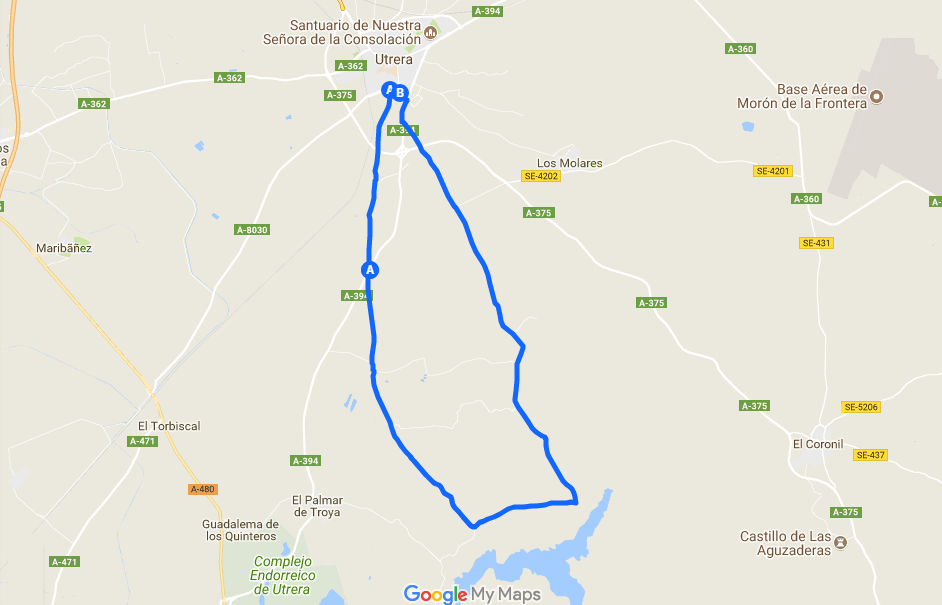 A-394
Santuario de Nuestra
Señora de la Consolación
Utrera
A-360
A-362
A-362
A-375
A-362
A
B
Base Aérea de
Morón de la Frontera
A-394
os
a
Los Molares
SE-4202
SE-4201
A-360
A-
A-375
A-8030
SE-431
Maribáñez
A
A-394
A-375
A-375
SE-5206
El Torbiscal
A-471
El Coronil
SE-437
A-394
A-480
El Palmar
de Troya
A-375
Guadalema de
los Quinteros
Castillo de Las
Aguzaderas
A-471
Complejo
Endorreico
de Utrera
Google My Maps